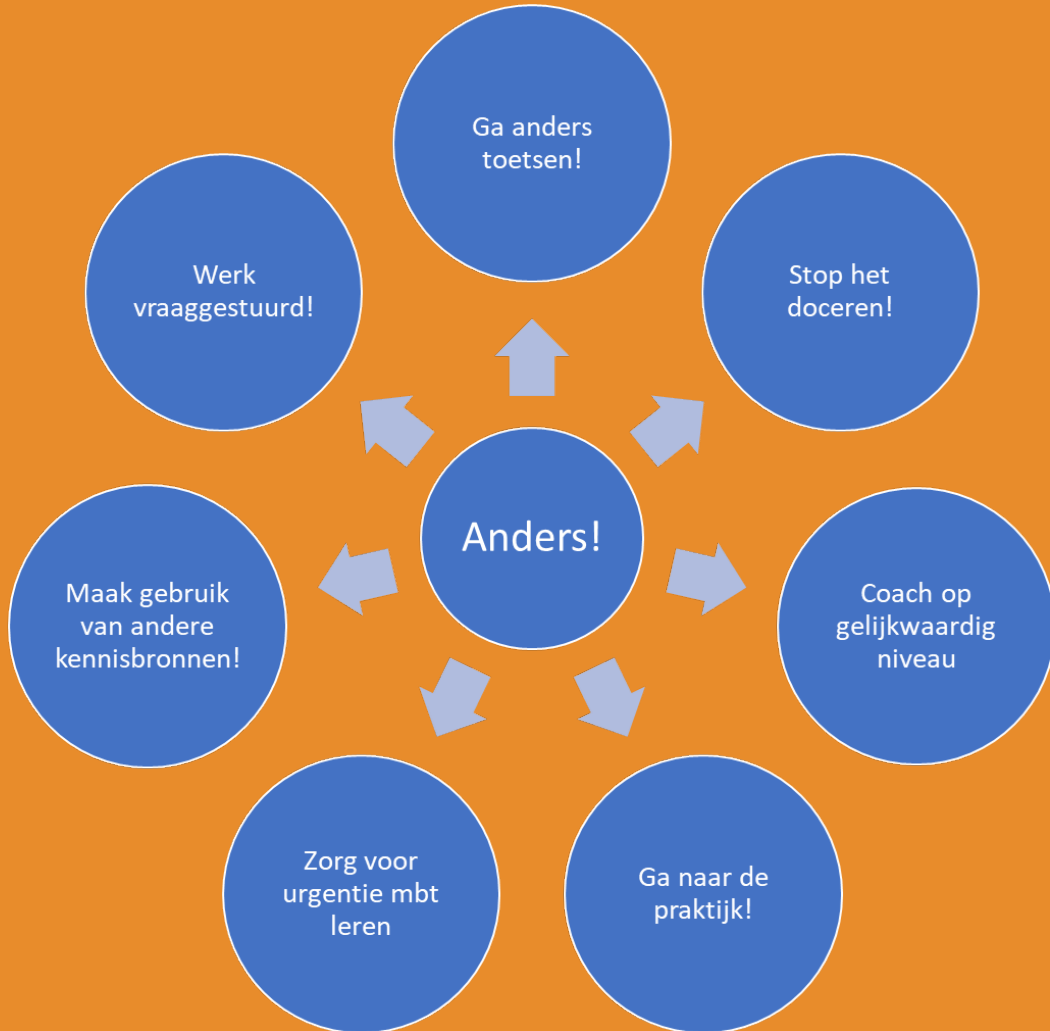 Ga anders
toetsen!
Stop het
doceren!
Coach op
gelijkwaardig
niveau
Ga naar de
praktijk!
Zorg voor
urgentie mbt
leren
Maak gebruik
van andere
kennisbronnen!
Werk
vraaggestuurd!
Anders!